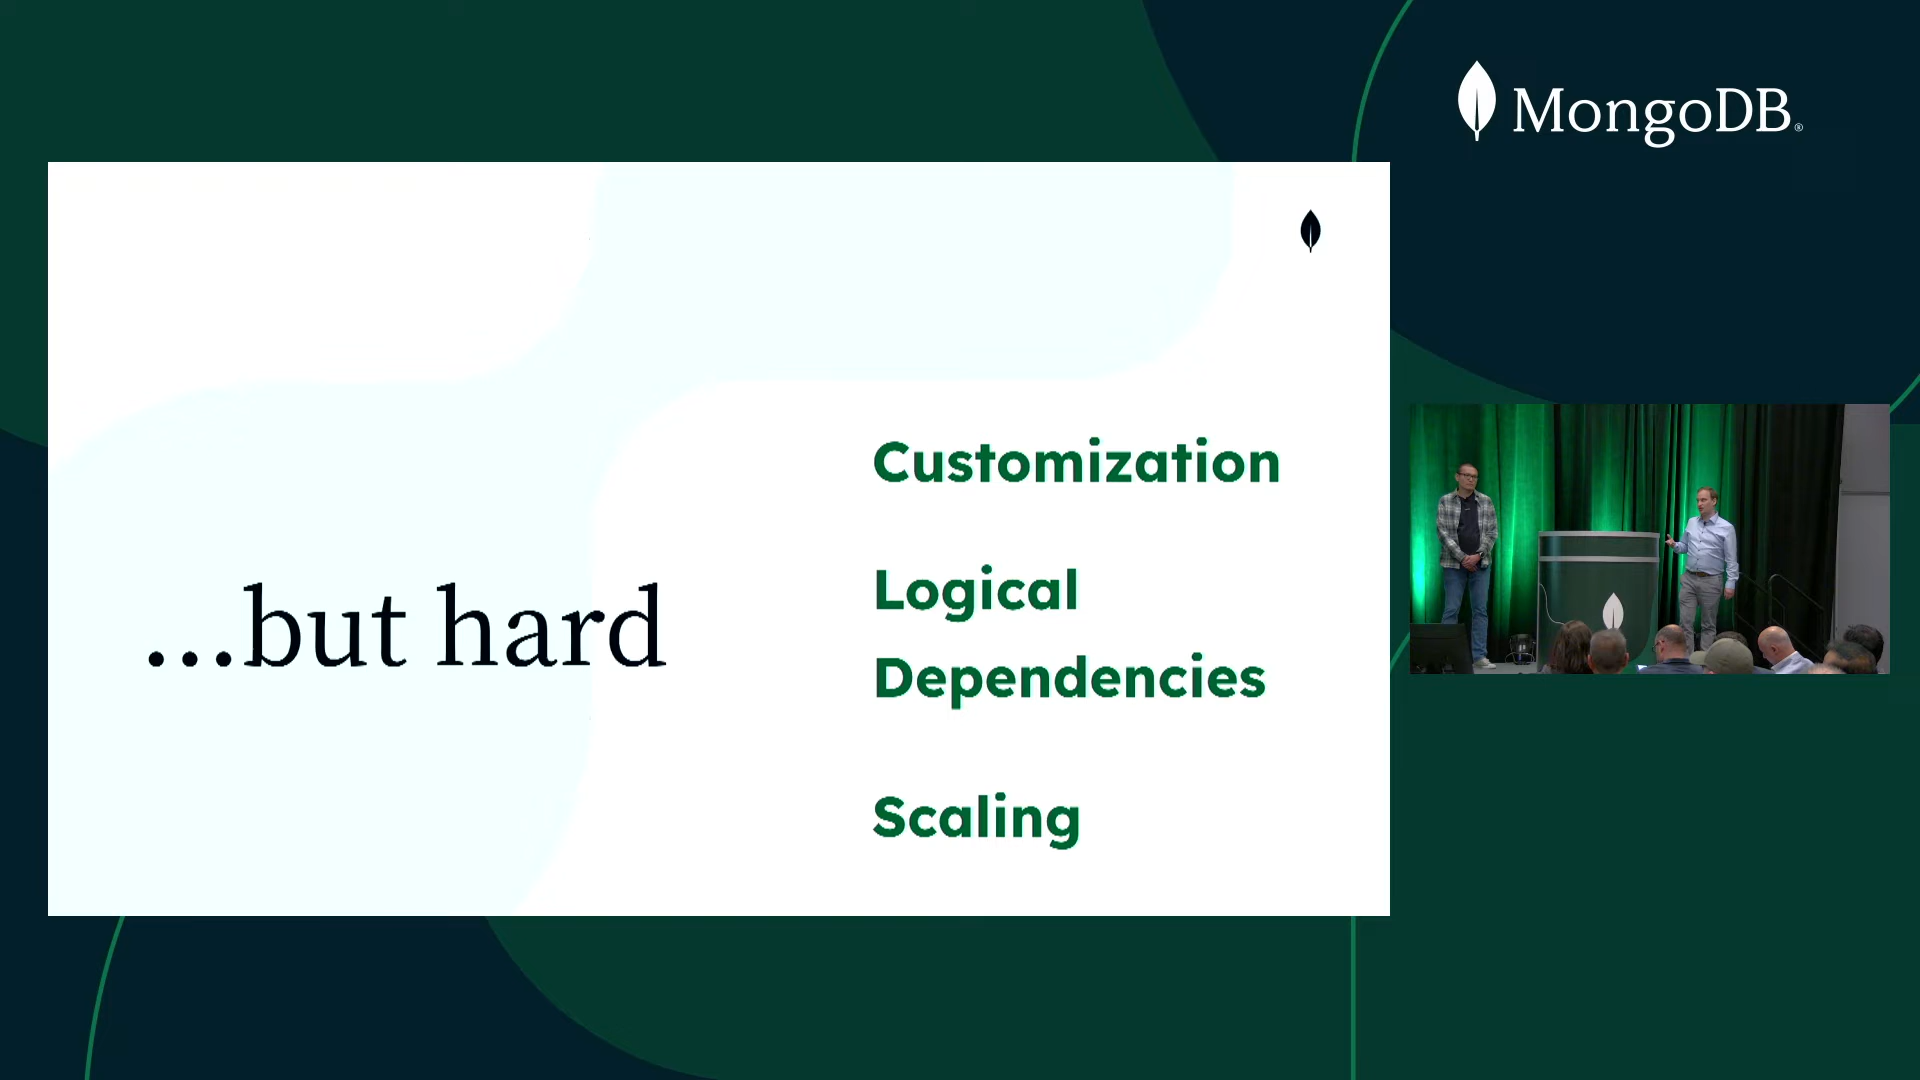 MongoDB®
...but hard
Customization
Logical
Dependencies
Scaling